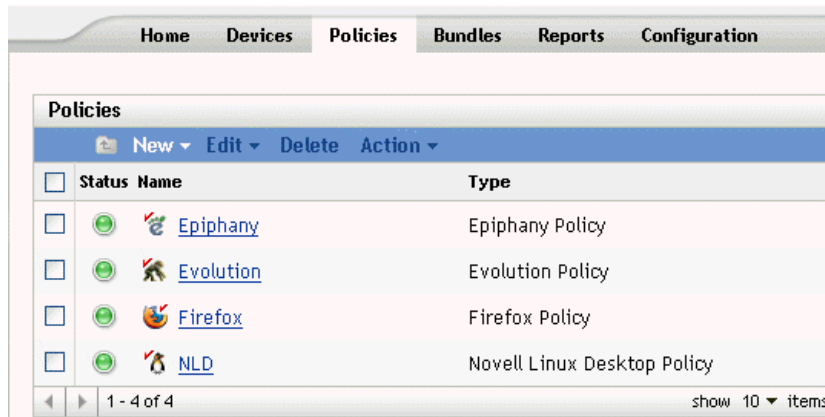 Home Devices Policies Bundles Reports Configuration
Policies
New Edit Delete Action
Status Name Type
Epiphany Epiphany Policy
Evolution Evolution Policy
Firefox Firefox Policy
NLD Novell Linux Desktop Policy
1 - 4 of 4 show 10 items